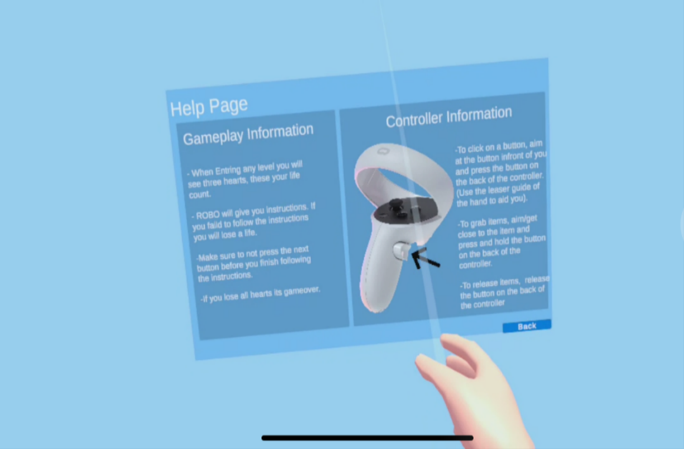 Help Page
Gameplay Information
- When Entring any level you will
see three hearts, these your life
count.
- ROBO will give you instructions. If
you faild to follow the instructions
you will lose a life.
-Make sure to not press the next
button before you finish following
the instructions.
-if you lose all hearts its gameover.
Controller Information
-To click on a button, aim
at the button infront of you
and press the button on
the back of the controller.
(Use the leaser guide of
the hand to aid you).
-To grab items, aim/get
close to the item and
press and hold the button
on the back of the
controller.
-To release items, release
the button on the back of
the controller
Back